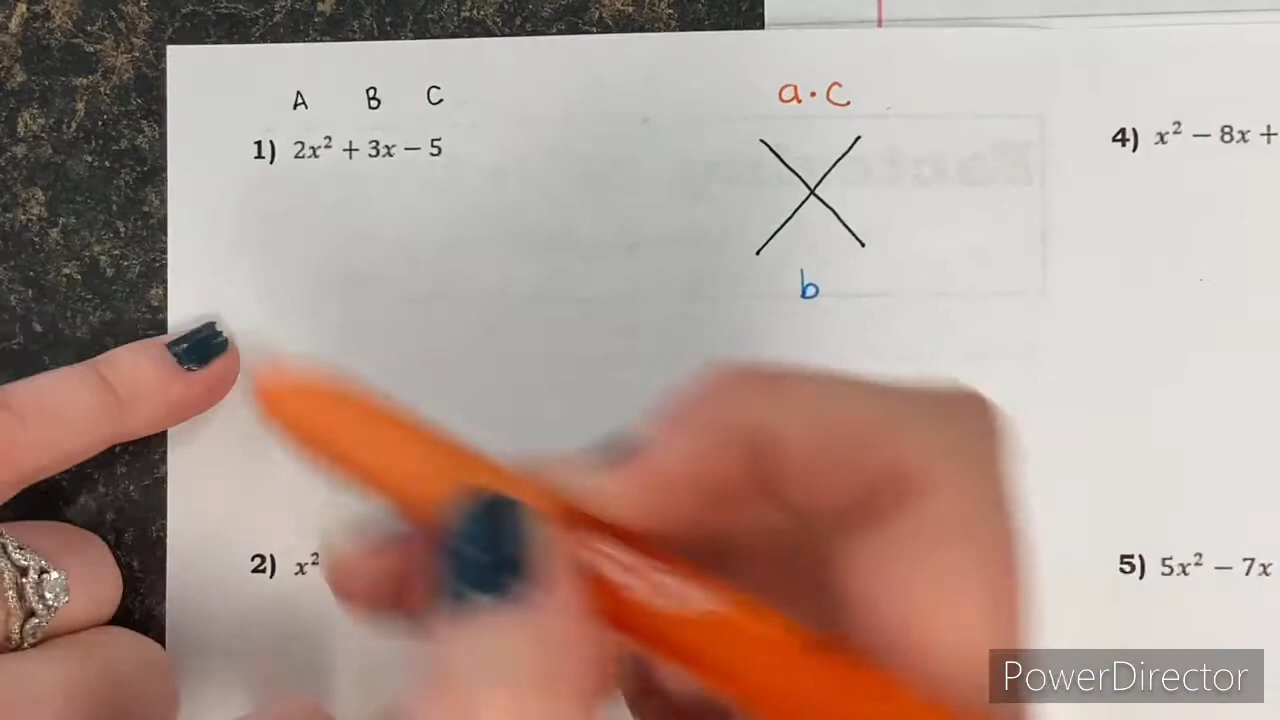 A B C
1) 2x² + 3x − 5
a · c
b
2) x²
4) x² − 8x +
5) 5x² − 7x
PowerDirector